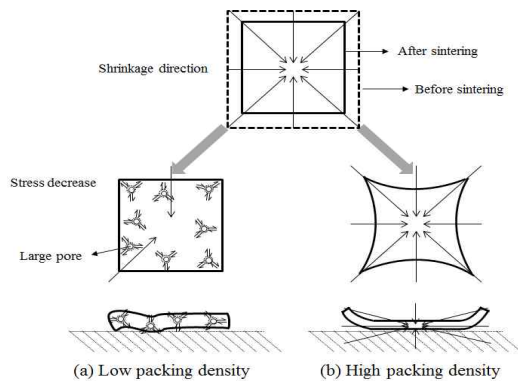 After sintering
Shrinkage direction
Before sintering
Stress decrease
Large pore
(a) Low packing density
(b) High packing density